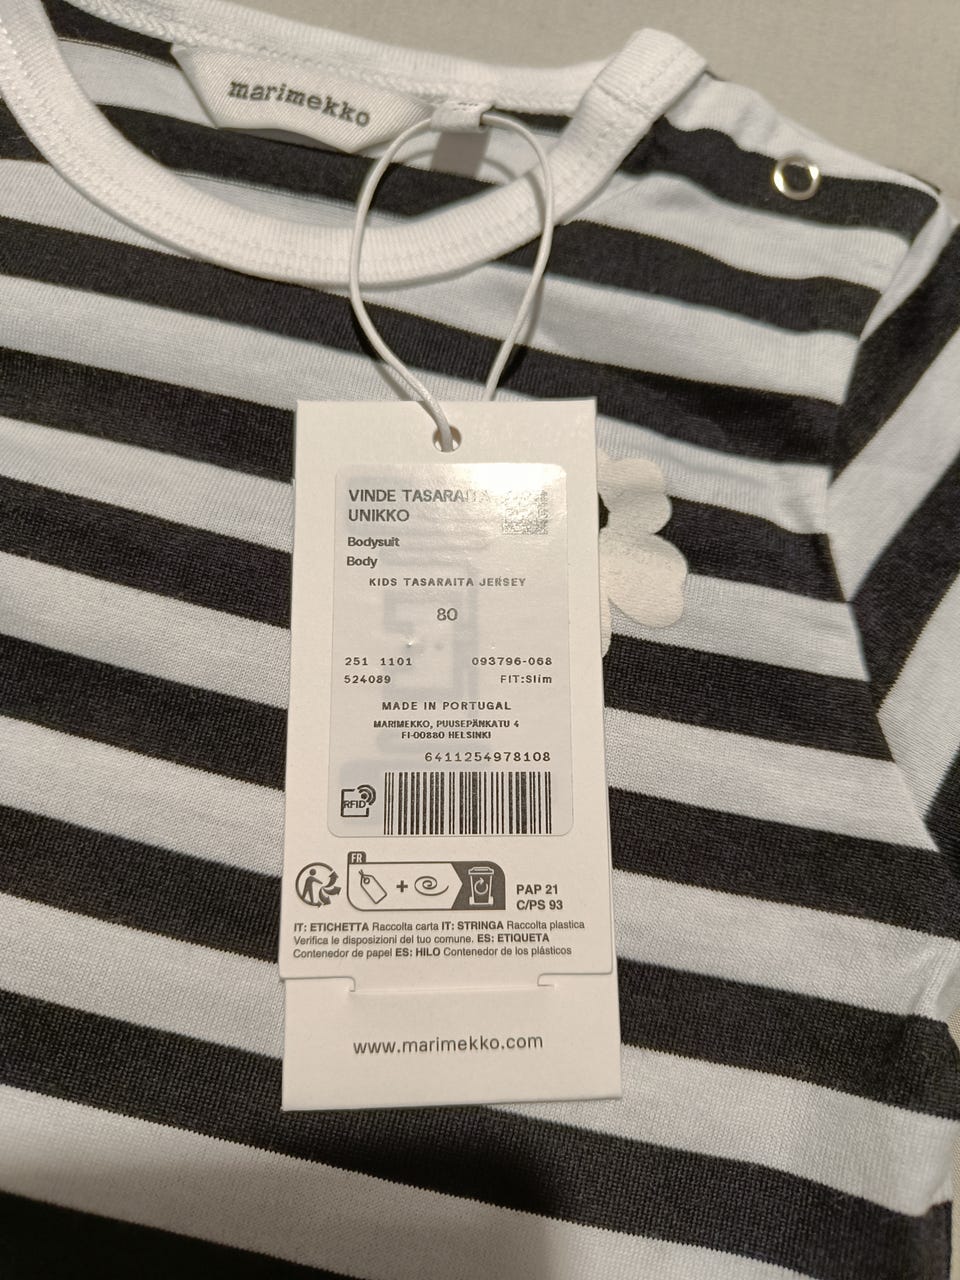 marimekko
VINDE TASARAITA
UNIKKO
Bodysuit
Body
KIDS TASARAITA JERSEY
80
251 1101 093796-068
524089 FIT:Slim
MADE IN PORTUGAL
MARIMEKKO, PUUSEPÄNKATU 4
FI-00880 HELSINKI
6411254978108
RFID
FR
PAP 21
C/PS 93
IT: ETICHETTA Raccolta carta IT: STRINGA Raccolta plastica
Verifica le disposizioni del tuo comune. ES: ETIQUETA
Contenedor de papel ES: HILO Contenedor de los plásticos
www.marimekko.com